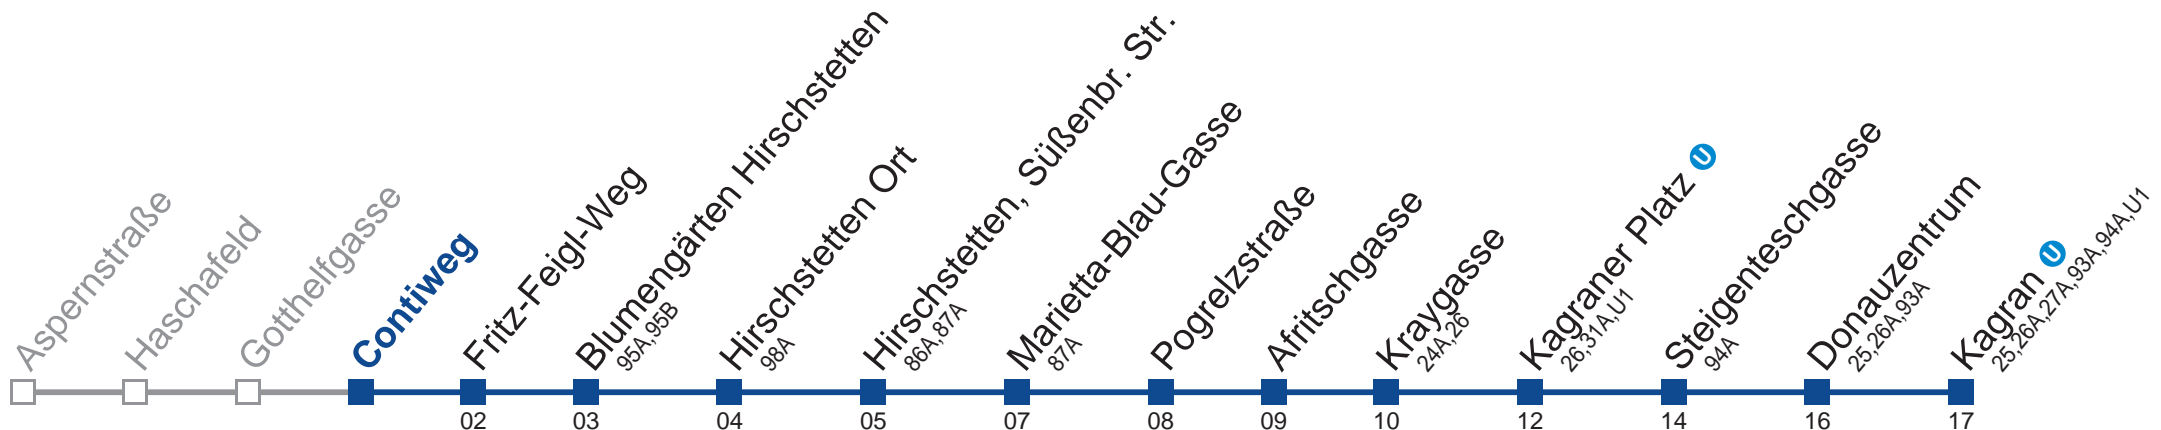 Aspernstraße
Haschafeld
Gotthelfgasse
Contiweg
Fritz-Feigl-Weg
02
Blumengärten Hirschstetten
95A,95B
03
Hirschstetten Ort
98A
04
Hirschstetten, Süßenbr. Str.
86A,87A
05
Marietta-Blau-Gasse
87A
07
Pogrelzstraße
08
Afritschgasse
09
Kraygasse
24A,26
10
Kagraner Platz U
26,31A,U1
12
Steigenteschgasse
94A
14
Donauzentrum
25,26A,93A
16
Kagran U
25,26A,27A,93A,94A,U1
17